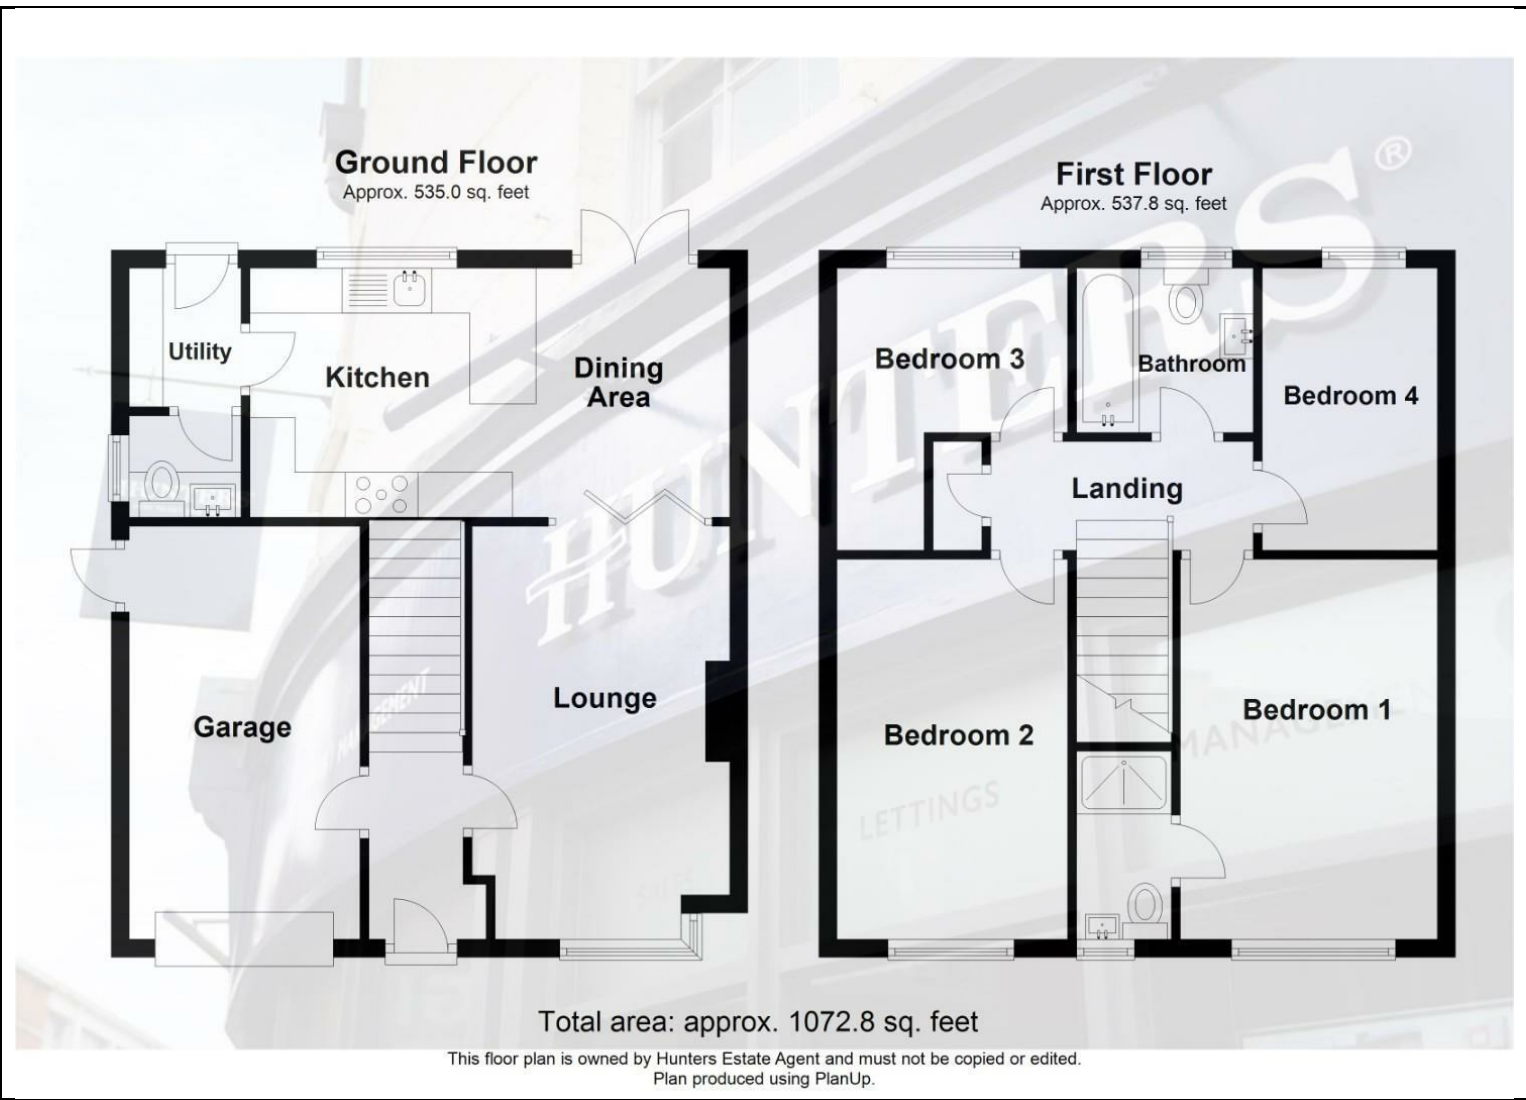 Ground Floor
Approx. 535.0 sq. feet
First Floor
Approx. 537.8 sq. feet
HUNTERS®
Utility
Kitchen
Dining
Area
Lounge
Garage
Bedroom 3
Bathroom
Bedroom 4
Landing
Bedroom 2
Bedroom 1
MANAGEMENT
LETTINGS
SALES
MANAGEMENT
Total area: approx. 1072.8 sq. feet
This floor plan is owned by Hunters Estate Agent and must not be copied or edited.
Plan produced using PlanUp.